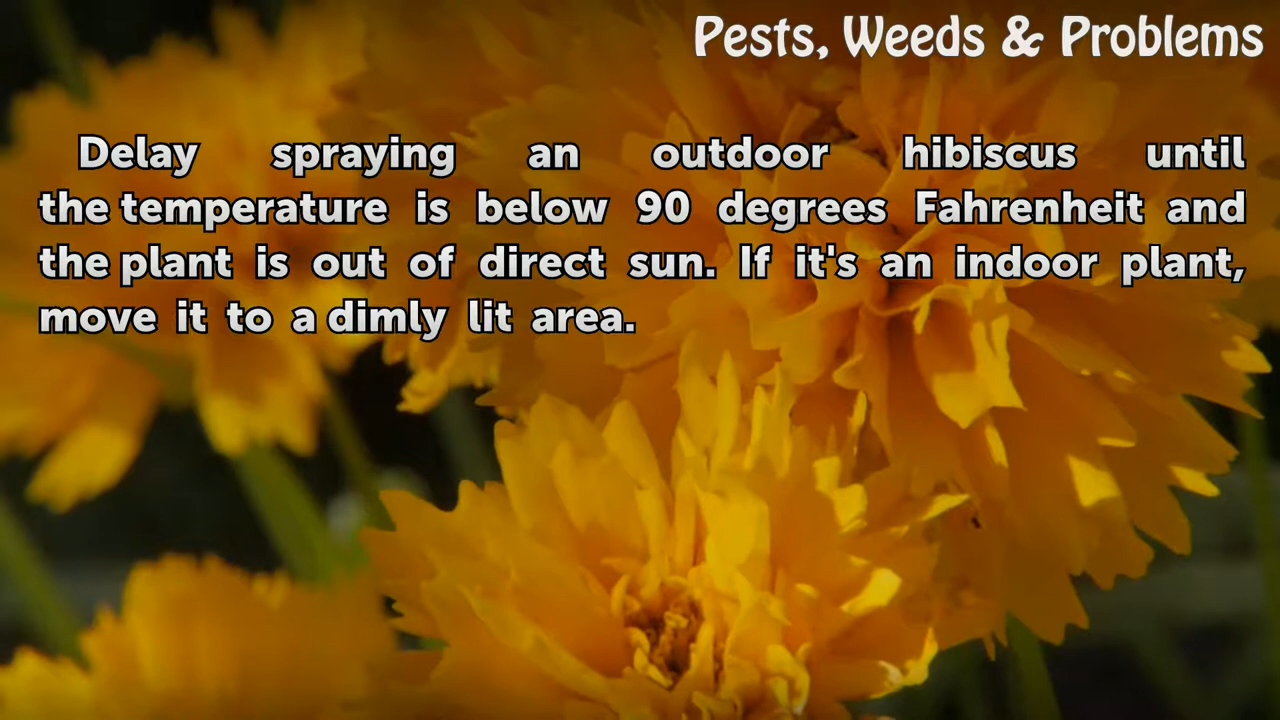 Pests, Weeds & Problems
Delay spraying an outdoor hibiscus until
the temperature is below 90 degrees Fahrenheit and
the plant is out of direct sun. If it's an indoor plant,
move it to a dimly lit area.